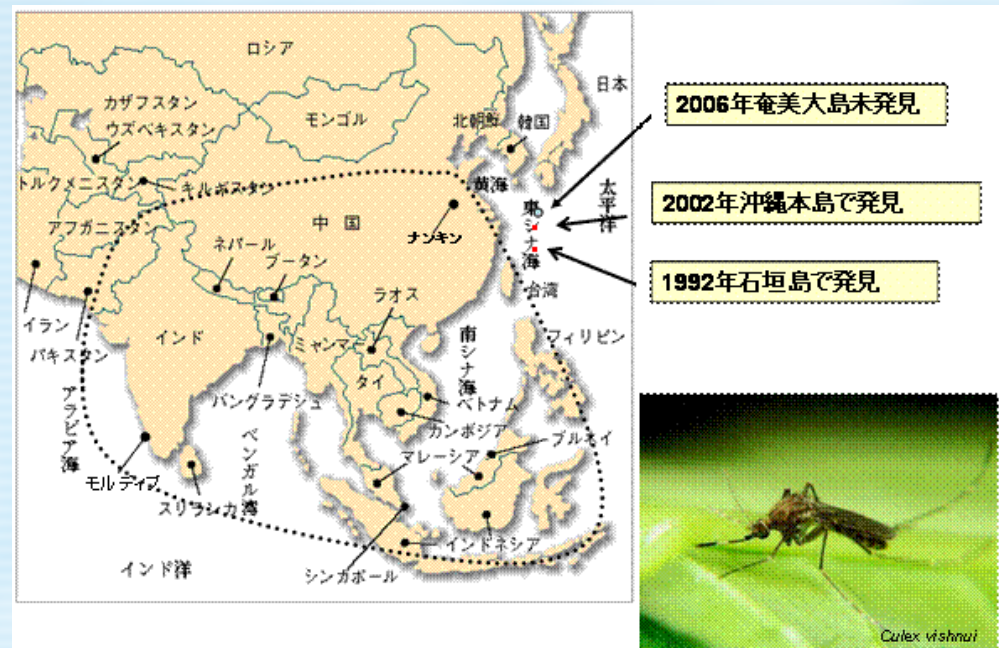 ロシア
日本
カザフスタン
ウズベキスタン
モンゴル
北朝鮮
韓国
トルクメニスタン
キルギスタン
黄海
太平洋
アフガニスタン
中国
ナンキン
東シナ海
ネパール
ブータン
台湾
イラン
パキスタン
インド
ミャンマー
ラオス
南シナ海
フィリピン
タイ
アラビア海
バングラデシュ
ベトナム
カンボジア
ベンガル湾
ブルネイ
マレーシア
モルディブ
スリランカ
インドネシア
インド洋
シンガポール
2006年奄美大島未発見
2002年沖縄本島で発見
1992年石垣島で発見
Culex vishnui